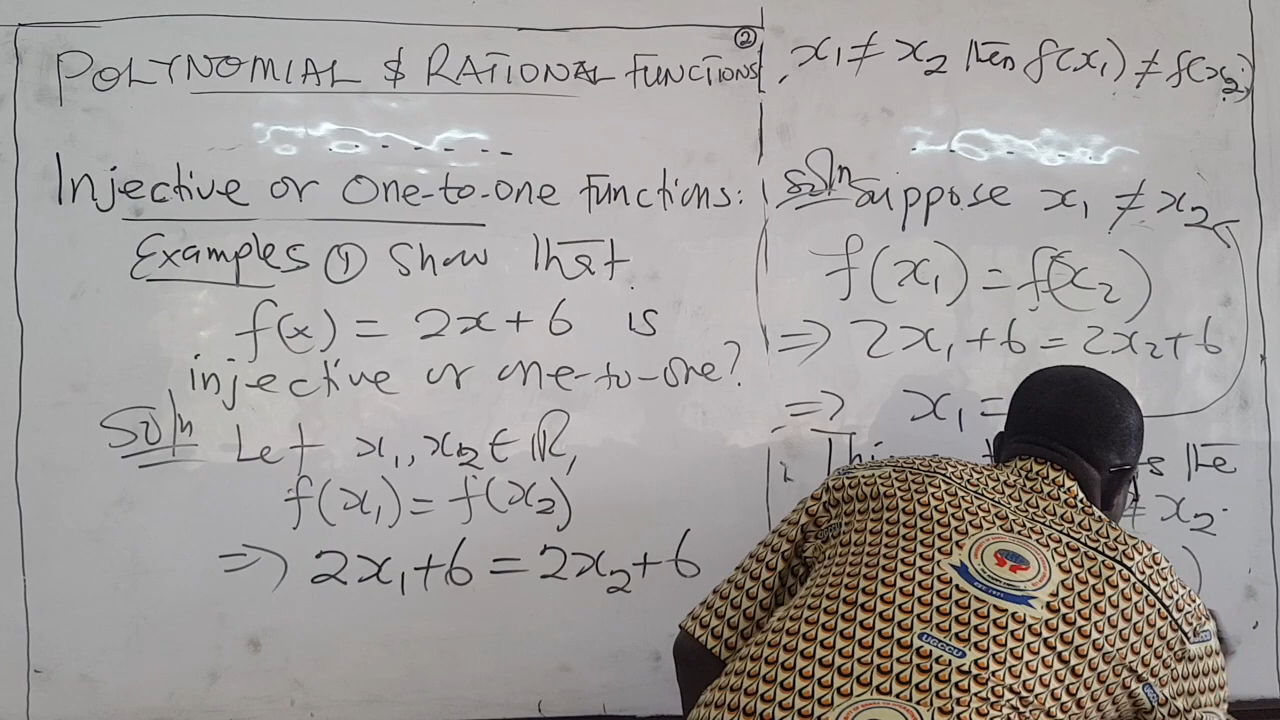 ②
POLYNOMIAL & RATIONAL FUNCTIONS
Injective or One-to-one Functions:
Examples ① Show that
f(x) = 2x + 6 is
injective or one-to-one?
Soln Let x₁, x₂ ∈ ℝ,
f(x₁) = f(x₂)
⇒ 2x₁ + 6 = 2x₂ + 6
x₁ ≠ x₂ then f(x₁) ≠ f(x₂)
Soln Suppose x₁ ≠ x₂
f(x₁) = f(x₂)
⇒ 2x₁ + 6 = 2x₂ + 6
⇒ x₁ =
the
≠ x₂.
)
UGCCU